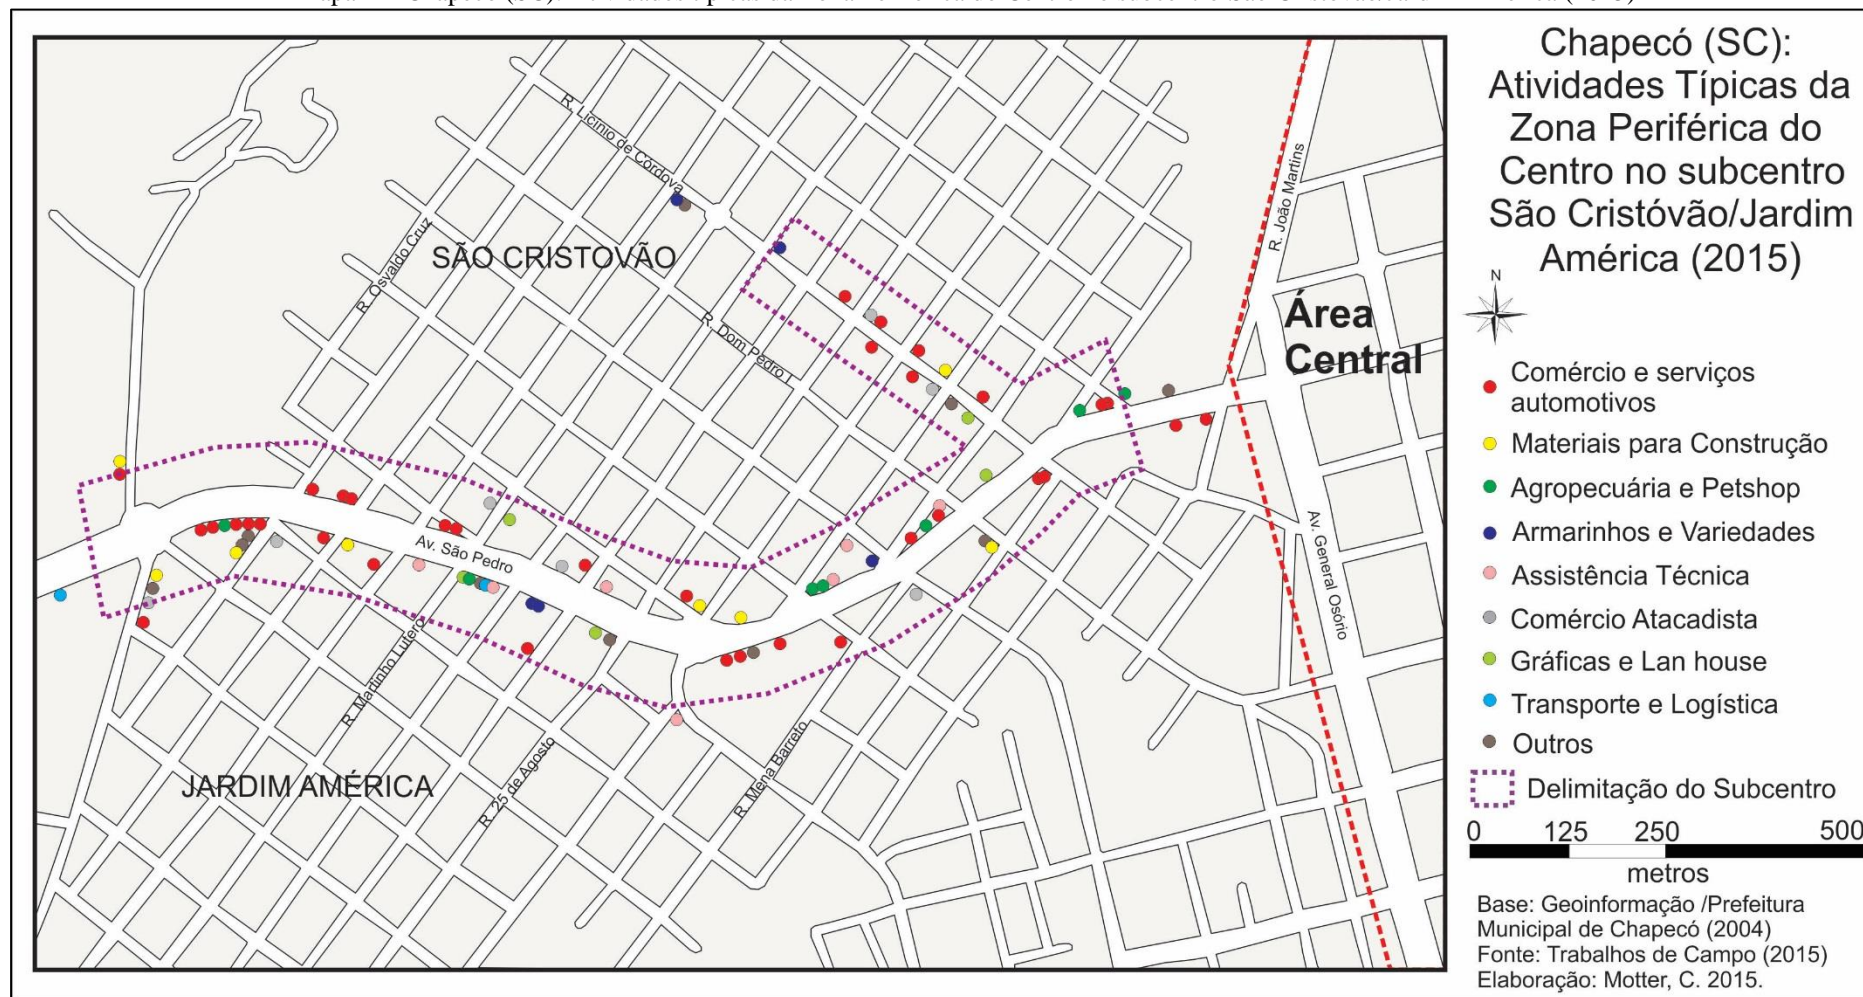 Chapecó (SC):
Atividades Típicas da
Zona Periférica do
Centro no subcentro
São Cristóvão/Jardim
América (2015)
N
Comércio e serviços
automotivos
Materiais para Construção
Agropecuária e Petshop
Armarinhos e Variedades
Assistência Técnica
Comércio Atacadista
Gráficas e Lan house
Transporte e Logística
Outros
Delimitação do Subcentro
0 125 250 500
metros
Base: Geoinformação /Prefeitura
Municipal de Chapecó (2004)
Fonte: Trabalhos de Campo (2015)
Elaboração: Motter, C. 2015.
R. Licínio de Córdova
R. João Martins
R. Osvaldo Cruz
SÃO CRISTOVÃO
R. Dom Pedro I
Área
Central
Av. São Pedro
Av. General Osório
R. Martinho Lutero
R. 25 de Agosto
R. Mena Barreto
JARDIM AMÉRICA